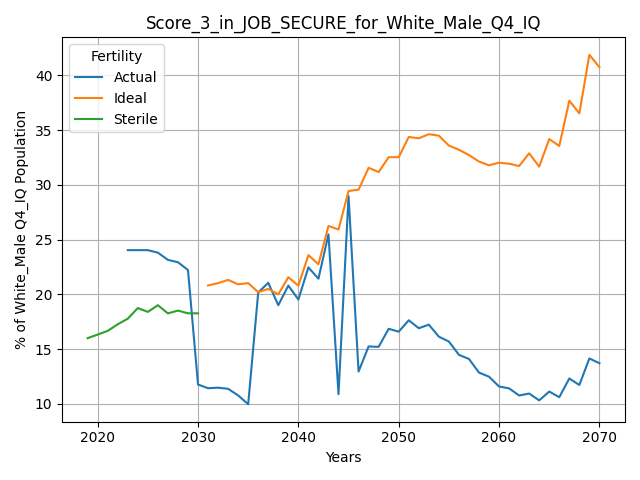 Score_3_in_JOB_SECURE_for_White_Male_Q4_IQ
Fertility
Actual
Ideal
Sterile
% of White_Male Q4_IQ Population
40
35
30
25
20
15
10
2020 2030 2040 2050 2060 2070
Years